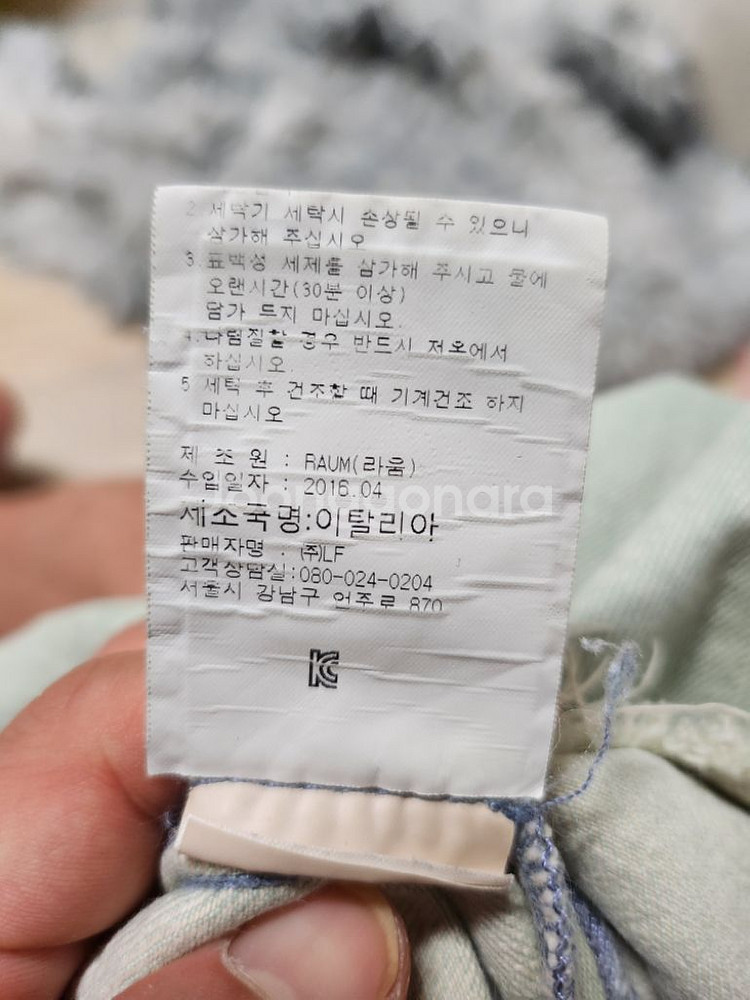 2. 세탁기 세탁시 손상될 수 있으니
삼가해 주십시오
3. 표백성 세제를 삼가해 주시고 물에
오랜시간(30분 이상)
담가 두지 마십시오.
4. 다림질할 경우 반드시 저온에서
하십시오.
5. 세탁 후 건조할 때 기계건조 하지
마십시오
제 조 원 : RAUM(라움)
수입일자 : 2016.04
joongonara
제조국명:이탈리아
판매자명 : (주)LF
고객상담실:080-024-0204
서울시 강남구 언주로 870
KC